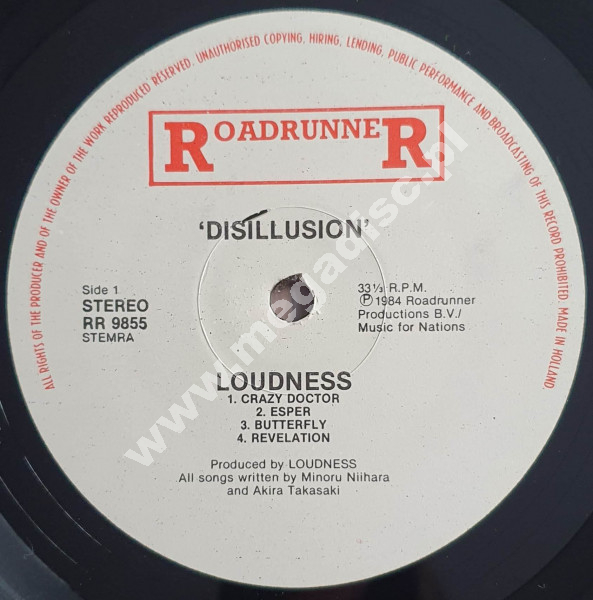 ALL RIGHTS OF THE PRODUCER AND OF THE OWNER OF THE WORK REPRODUCED RESERVED. UNAUTHORISED COPYING, HIRING, LENDING, PUBLIC PERFORMANCE AND BROADCASTING OF THIS RECORD PROHIBITED. MADE IN HOLLAND
ROADRUNNER
'DISILLUSION'
Side 1
STEREO
RR 9855
STEMRA
33⅓ R.P.M.
℗ 1984 Roadrunner
Productions B.V./
Music for Nations
LOUDNESS
1. CRAZY DOCTOR
2. ESPER
3. BUTTERFLY
4. REVELATION
Produced by LOUDNESS
All songs written by Minoru Niihara
and Akira Takasaki
www.megadisc.pl